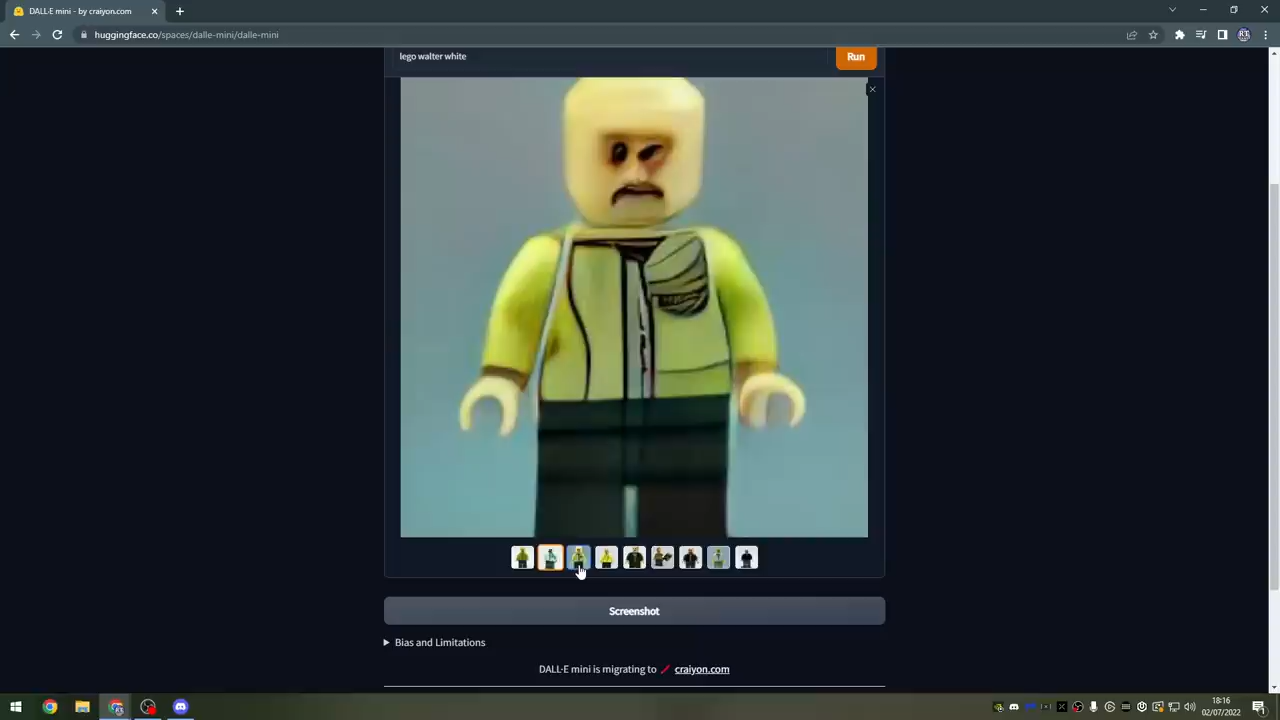 DALL·E mini - by craiyon.com
huggingface.co/spaces/dalle-mini/dalle-mini
lego walter white
Run
Screenshot
Bias and Limitations
DALL·E mini is migrating to craiyon.com
18:16
02/07/2022